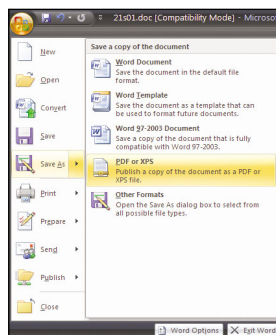 21s01.doc [Compatibility Mode] - Microsof
New
Open
Convert
Save
Save As
Print
Prepare
Send
Publish
Close
Save a copy of the document
Word Document
Save the document in the default file
format.
Word Template
Save the document as a template that can
be used to format future documents.
Word 97-2003 Document
Save a copy of the document that is fully
compatible with Word 97-2003.
PDF or XPS
Publish a copy of the document as a PDF or
XPS file.
Other Formats
Open the Save As dialog box to select from
all possible file types.
Word Options
Exit Word